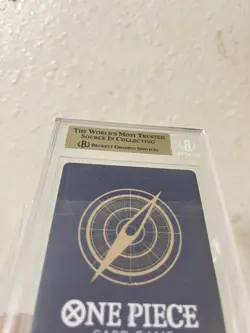 THE WORLD'S MOST TRUSTED
SOURCE IN COLLECTING
BECKETT GRADING SERVICES
ONE PIECE
CARD GAME